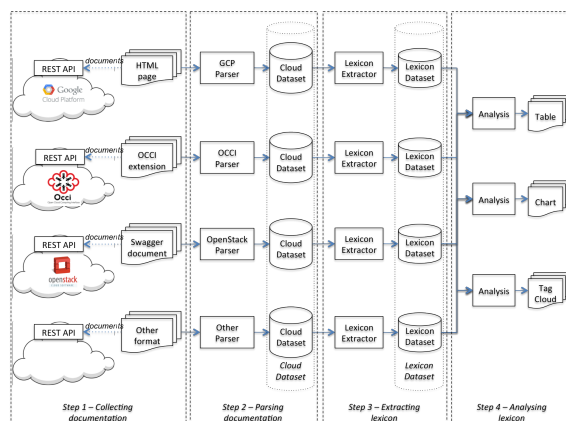 REST API
documents
HTML
page
GCP
Parser
Cloud
Dataset
Lexicon
Extractor
Lexicon
Dataset
Google
Cloud Platform
Analysis
Table
REST API
documents
OCCI
extension
OCCI
Parser
Cloud
Dataset
Lexicon
Extractor
Lexicon
Dataset
Occi
Analysis
Chart
REST API
documents
Swagger
document
OpenStack
Parser
Cloud
Dataset
Lexicon
Extractor
Lexicon
Dataset
openstack
Analysis
Tag
Cloud
REST API
documents
Other
format
Other
Parser
Cloud
Dataset
Lexicon
Extractor
Lexicon
Dataset
Cloud
Dataset
Lexicon
Dataset
Step 1 – Collecting
documentation
Step 2 – Parsing
documentation
Step 3 – Extracting
lexicon
Step 4 – Analysing
lexicon